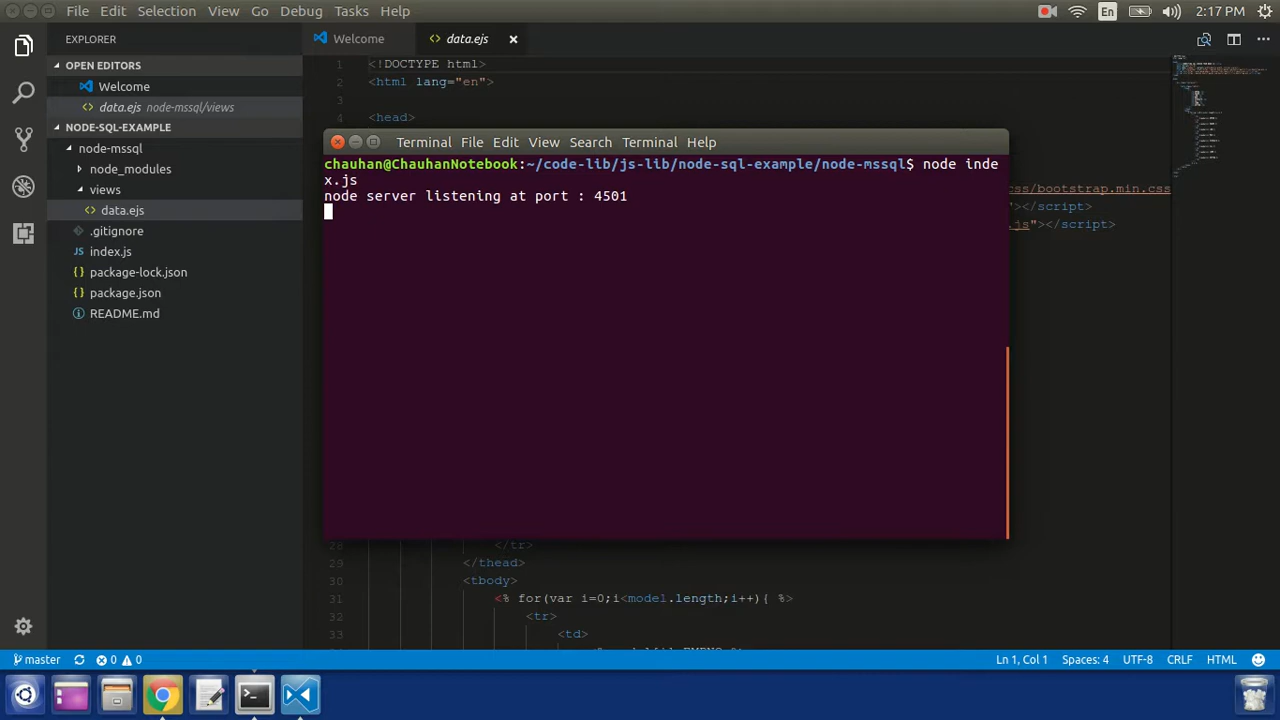 File Edit Selection View Go Debug Tasks Help
En
2:17 PM
EXPLORER
Welcome
data.ejs
OPEN EDITORS
Welcome
data.ejs node-mssql/views
NODE-SQL-EXAMPLE
node-mssql
node_modules
views
data.ejs
.gitignore
index.js
package-lock.json
package.json
README.md
1 <!DOCTYPE html>
2 <html lang="en">
3
4 <head>
css/bootstrap.min.css
"></script>
.js"></script>
Terminal File Edit View Search Terminal Help
chauhan@ChauhanNotebook:~/code-lib/js-lib/node-sql-example/node-mssql$ node inde
x.js
node server listening at port : 4501
28 </tr>
29 </thead>
30 <tbody>
31 <% for(var i=0;i<model.length;i++){ %>
32 <tr>
33 <td>
master
0
0
Ln 1, Col 1
Spaces: 4
UTF-8
CRLF
HTML